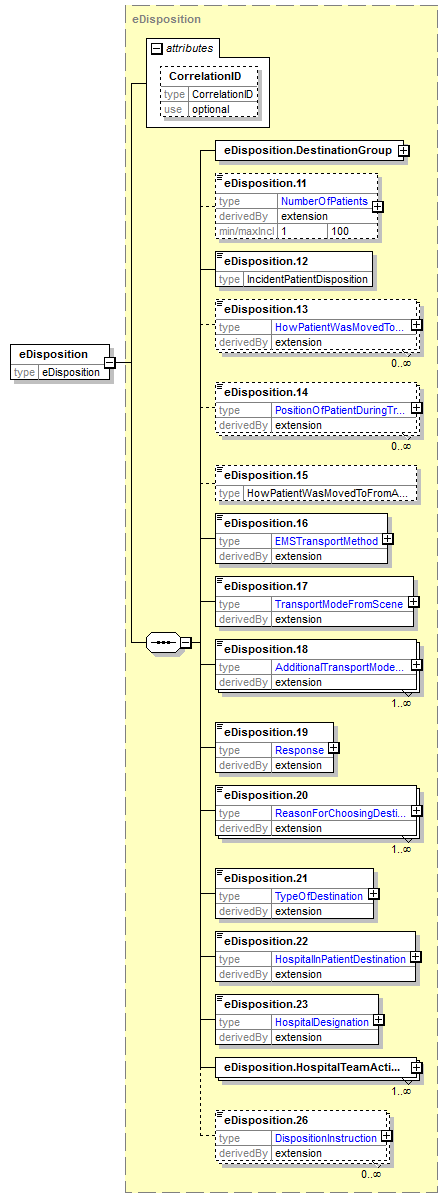 eDisposition
attributes
CorrelationID
type CorrelationID
use optional
eDisposition.DestinationGroup
eDisposition.11
type NumberOfPatients
derivedBy extension
min/maxIncl 1 100
eDisposition.12
type IncidentPatientDisposition
eDisposition.13
type HowPatientWasMovedTo...
derivedBy extension
0..∞
eDisposition
type eDisposition
eDisposition.14
type PositionOfPatientDuringTr...
derivedBy extension
0..∞
eDisposition.15
type HowPatientWasMovedToFromA...
eDisposition.16
type EMSTransportMethod
derivedBy extension
eDisposition.17
type TransportModeFromScene
derivedBy extension
eDisposition.18
type AdditionalTransportMode...
derivedBy extension
1..∞
eDisposition.19
type Response
derivedBy extension
eDisposition.20
type ReasonForChoosingDesti...
derivedBy extension
1..∞
eDisposition.21
type TypeOfDestination
derivedBy extension
eDisposition.22
type HospitalInPatientDestination
derivedBy extension
eDisposition.23
type HospitalDesignation
derivedBy extension
eDisposition.HospitalTeamActi...
1..∞
eDisposition.26
type DispositionInstruction
derivedBy extension
0..∞